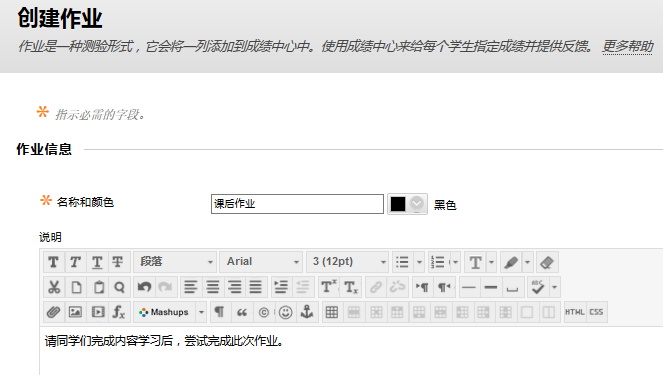 创建作业
作业是一种测验形式，它会将一列添加到成绩中心中。使用成绩中心来给每个学生指定成绩并提供反馈。 更多帮助
指示必需的字段。
作业信息
名称和颜色 课后作业 黑色
说明
T T T T 段落 Arial 3 (12pt) T
ABC
Mashups HTML CSS
请同学们完成内容学习后，尝试完成此次作业。